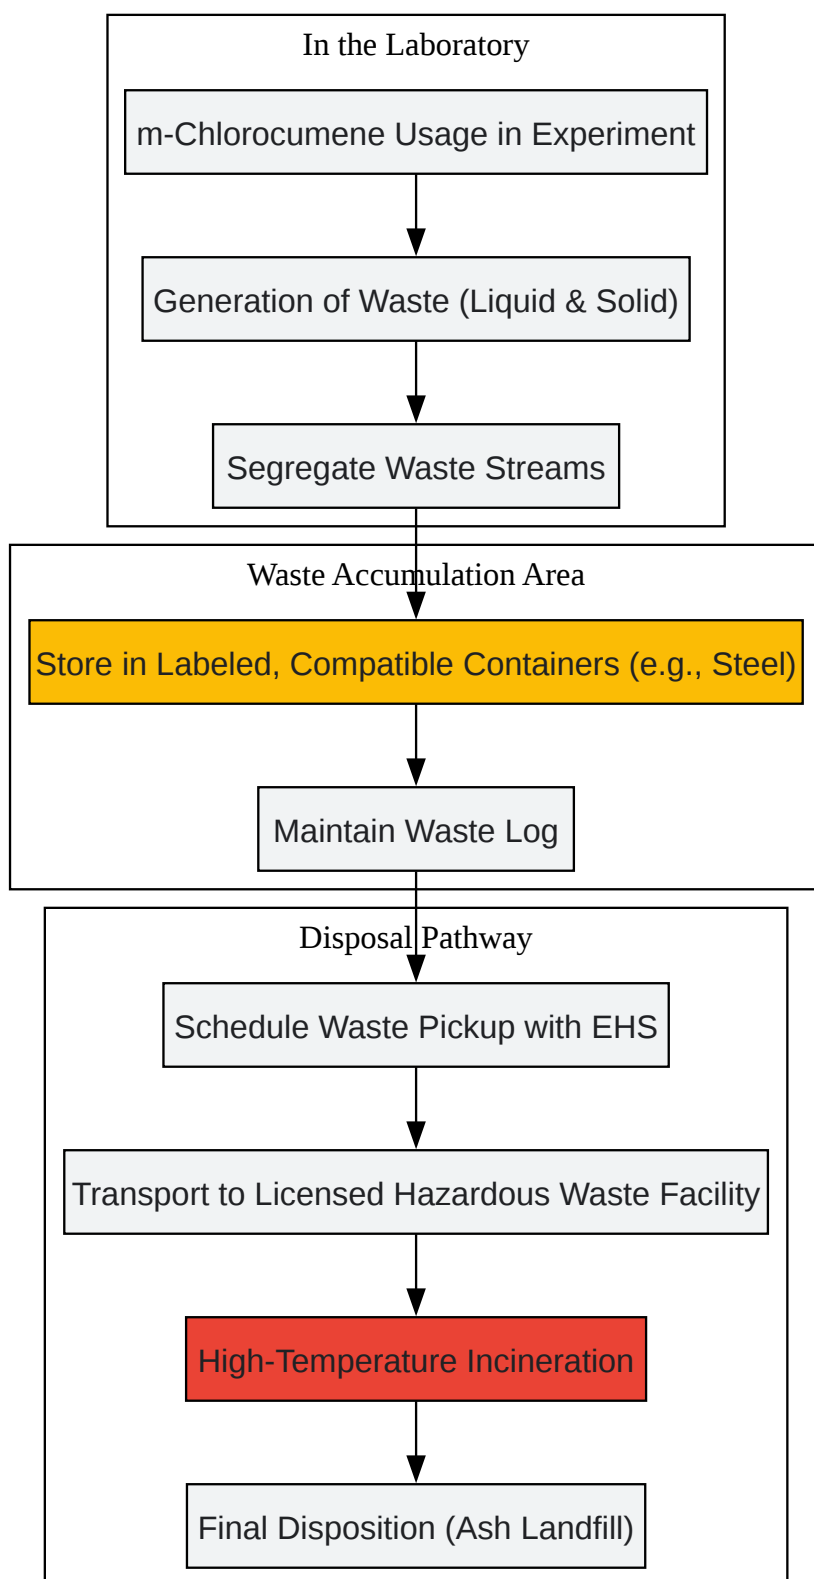 In the Laboratory
m-Chlorocumene Usage in Experiment
Generation of Waste (Liquid & Solid)
Segregate Waste Streams
Waste Accumulation Area
Store in Labeled, Compatible Containers (e.g., Steel)
Maintain Waste Log
Disposal Pathway
Schedule Waste Pickup with EHS
Transport to Licensed Hazardous Waste Facility
High-Temperature Incineration
Final Disposition (Ash Landfill)